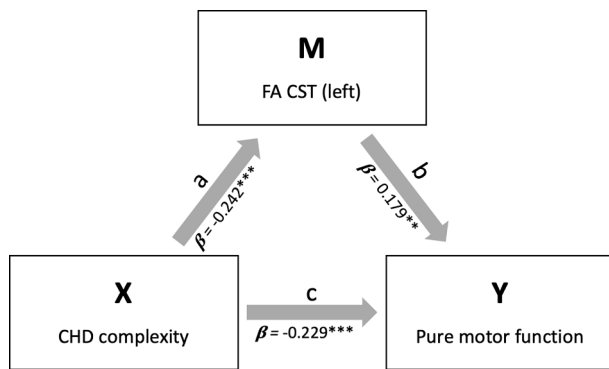 M
FA CST (left)
a
β = -0.242***
b
β = 0.179**
X
CHD complexity
c
β = -0.229***
Y
Pure motor function